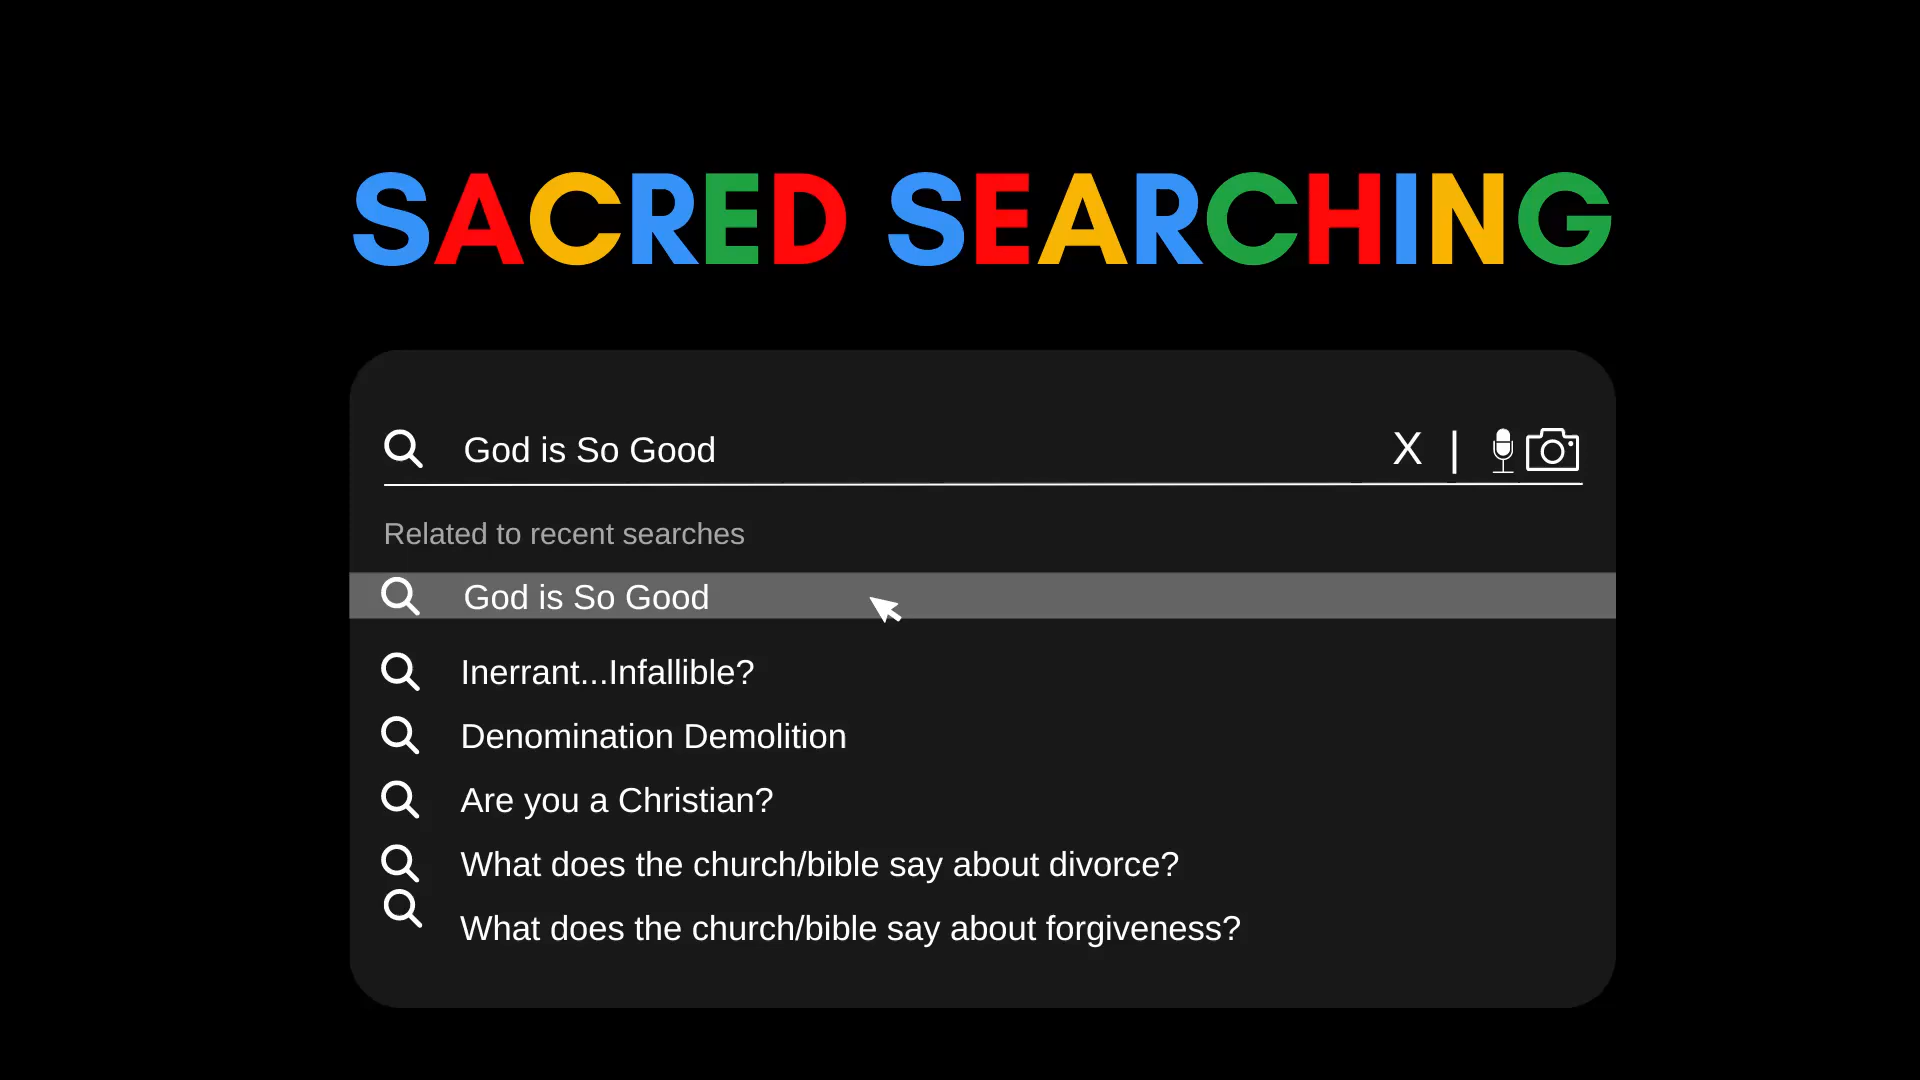 SACRED SEARCHING
God is So Good X |
Related to recent searches
God is So Good
Inerrant...Infallible?
Denomination Demolition
Are you a Christian?
What does the church/bible say about divorce?
What does the church/bible say about forgiveness?